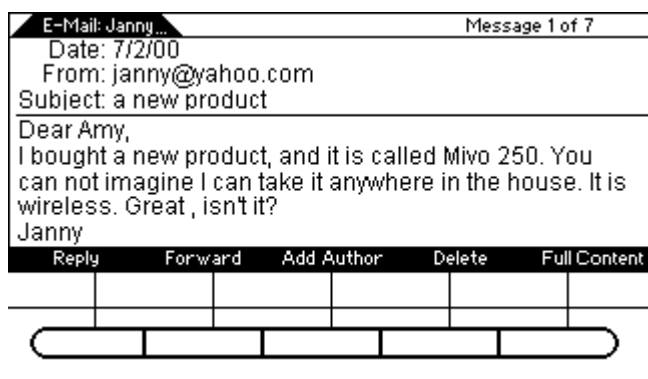 E-Mail: Janny... Message 1 of 7
Date: 7/2/00
From: janny@yahoo.com
Subject: a new product
Dear Amy,
I bought a new product, and it is called Mivo 250. You
can not imagine I can take it anywhere in the house. It is
wireless. Great , isn't it?
Janny
Reply Forward Add Author Delete Full Content